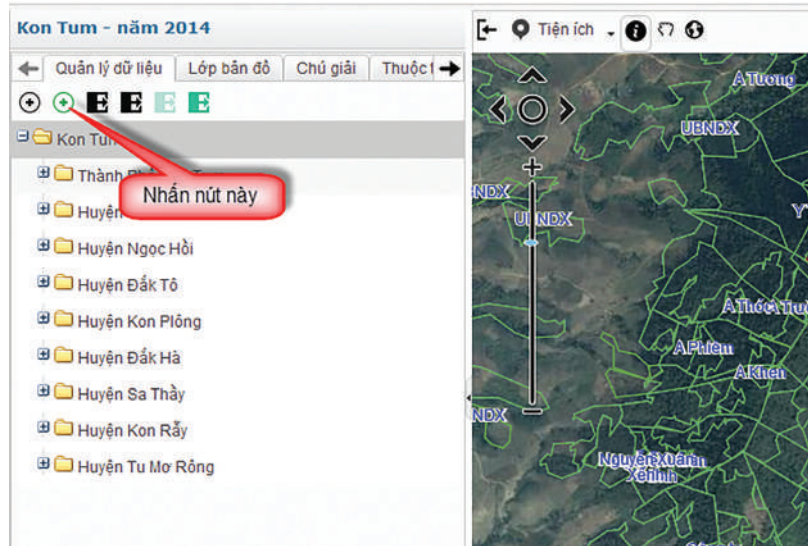 Kon Tum - năm 2014
Quản lý dữ liệu
Lớp bản đồ
Chú giải
Thuộc t
Tiện ích
Kon Tum
Thành
Nhấn nút này
Huyện
Huyện Ngọc Hồi
Huyện Đắk Tô
Huyện Kon Plông
Huyện Đắk Hà
Huyện Sa Thầy
Huyện Kon Rẫy
Huyện Tu Mơ Rông
A Tương
UBNDX
NDX
UBNDX
Y
A Thóc
A Trư
A Phiêm
A Khen
NDX